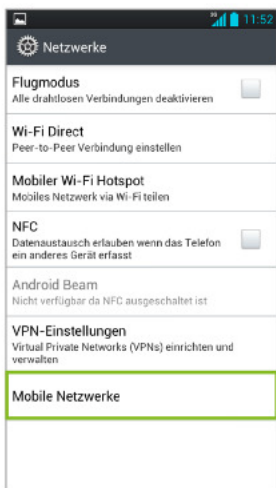 11:52
Netzwerke
Flugmodus
Alle drahtlosen Verbindungen deaktivieren
Wi-Fi Direct
Peer-to-Peer Verbindung einstellen
Mobiler Wi-Fi Hotspot
Mobiles Netzwerk via Wi-Fi teilen
NFC
Datenaustausch erlauben wenn das Telefon
ein anderes Gerät erfasst
Android Beam
Nicht verfügbar da NFC ausgeschaltet ist
VPN-Einstellungen
Virtual Private Networks (VPNs) einrichten und
verwalten
Mobile Netzwerke